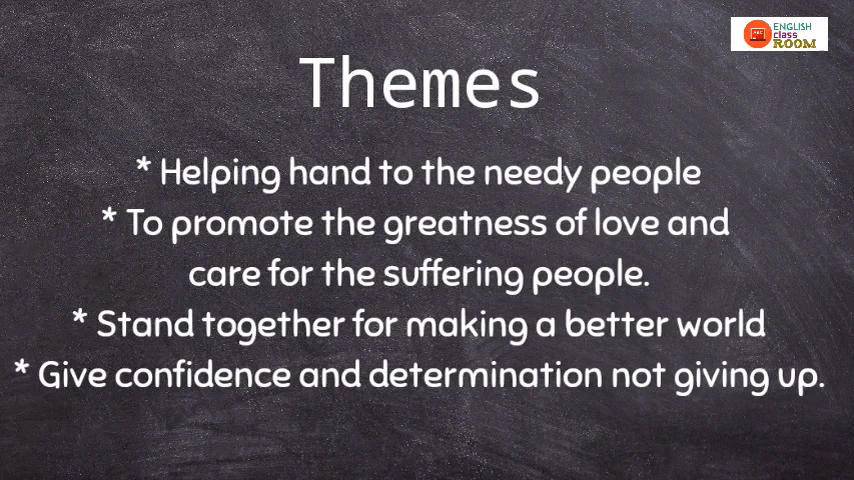 ENGLISH
class
ROOM
Themes
* Helping hand to the needy people
* To promote the greatness of love and
care for the suffering people.
* Stand together for making a better world
* Give confidence and determination not giving up.